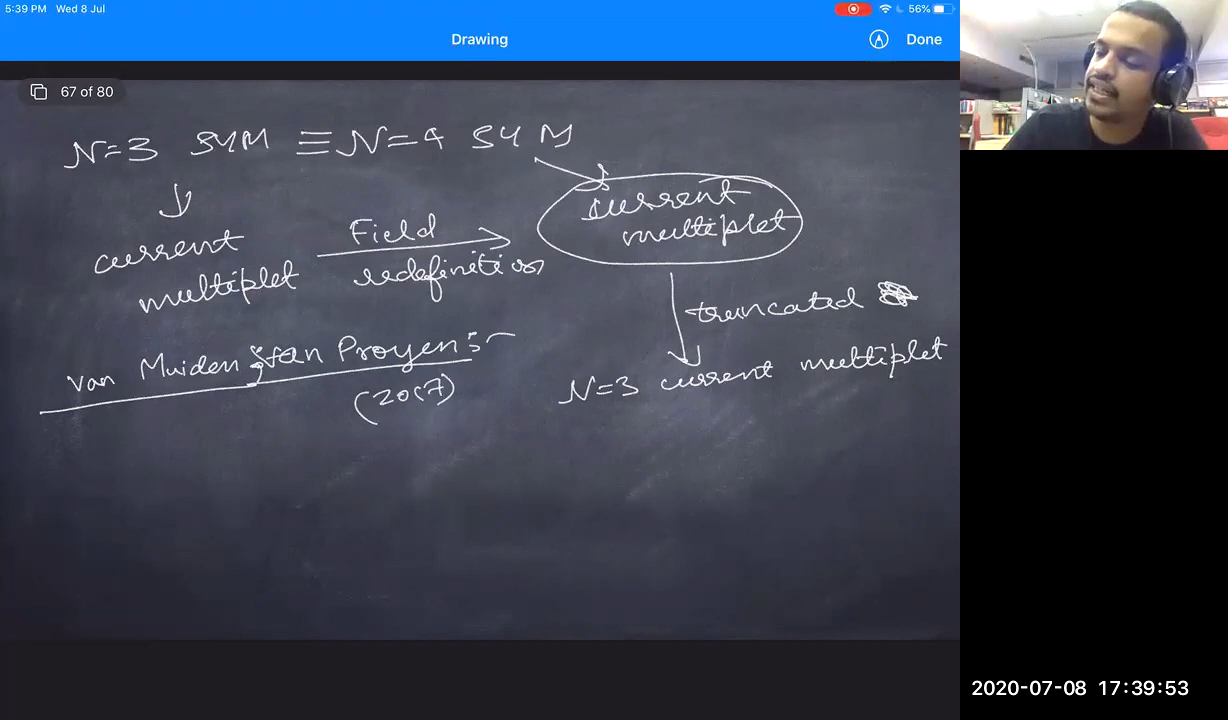 5:39 PM Wed 8 Jul
56%
Drawing
Done
67 of 80
N=3 SYM ≡ N=4 SYM
current
multiplet
Field
redefinition
current
multiplet
truncated
N=3 current multiplet
van Muiden, Van Proyen :-
(2017)
2020-07-08 17:39:53